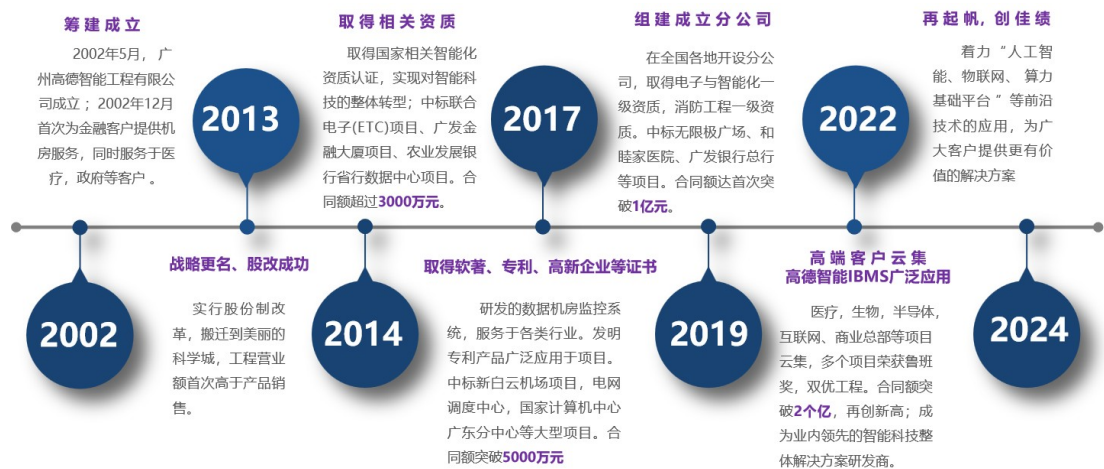 筹建成立
2002年5月，广
州高德智能工程有限公
司成立；2002年12月
首次为金融客户提供机
房服务，同时服务于医
疗，政府等客户。
2002
2013
战略更名、股改成功
实行股份制改
革，搬迁到美丽的
科学城，工程营业
额首次高于产品销
售。
取得相关资质
取得国家相关智能化
资质认证，实现对智能科
技的整体转型；中标联合
电子(ETC)项目、广发金
融大厦项目、农业发展银
行省行数据中心项目。合
同额超过3000万元。
2014
2017
取得软著、专利、高新企业等证书
研发的数据机房监控系
统，服务于各类行业。发明
专利产品广泛应用于项目。
中标新白云机场项目，电网
调度中心，国家计算机中心
广东分中心等大型项目。合
同额突破5000万元
组建成立分公司
在全国各地开设分公
司，取得电子与智能化一
级资质，消防工程一级资
质。中标无限极广场、和
睦家医院、广发银行总行
等项目。合同额达首次突
破1亿元。
2019
2022
高端客户云集
高德智能IBMS广泛应用
医疗，生物，半导体，
互联网、商业总部等项目
云集，多个项目荣获鲁班
奖，双优工程。合同额突
破2个亿，再创新高；成
为业内领先的智能科技整
体解决方案研发商。
再起帆,创佳绩
着力“人工智
能、物联网、算力
基础平台“等前沿
技术的应用，为广
大客户提供更有价
值的解决方案
2024